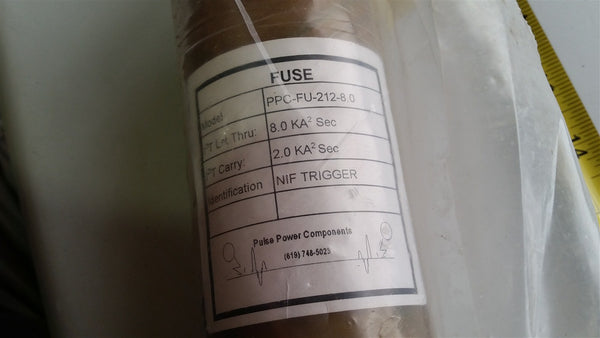 FUSE
Model PPC-FU-212-8.0
I²T Let Thru: 8.0 KA² Sec
I²T Carry: 2.0 KA² Sec
Identification NIF TRIGGER
Pulse Power Components
(619) 748-5025